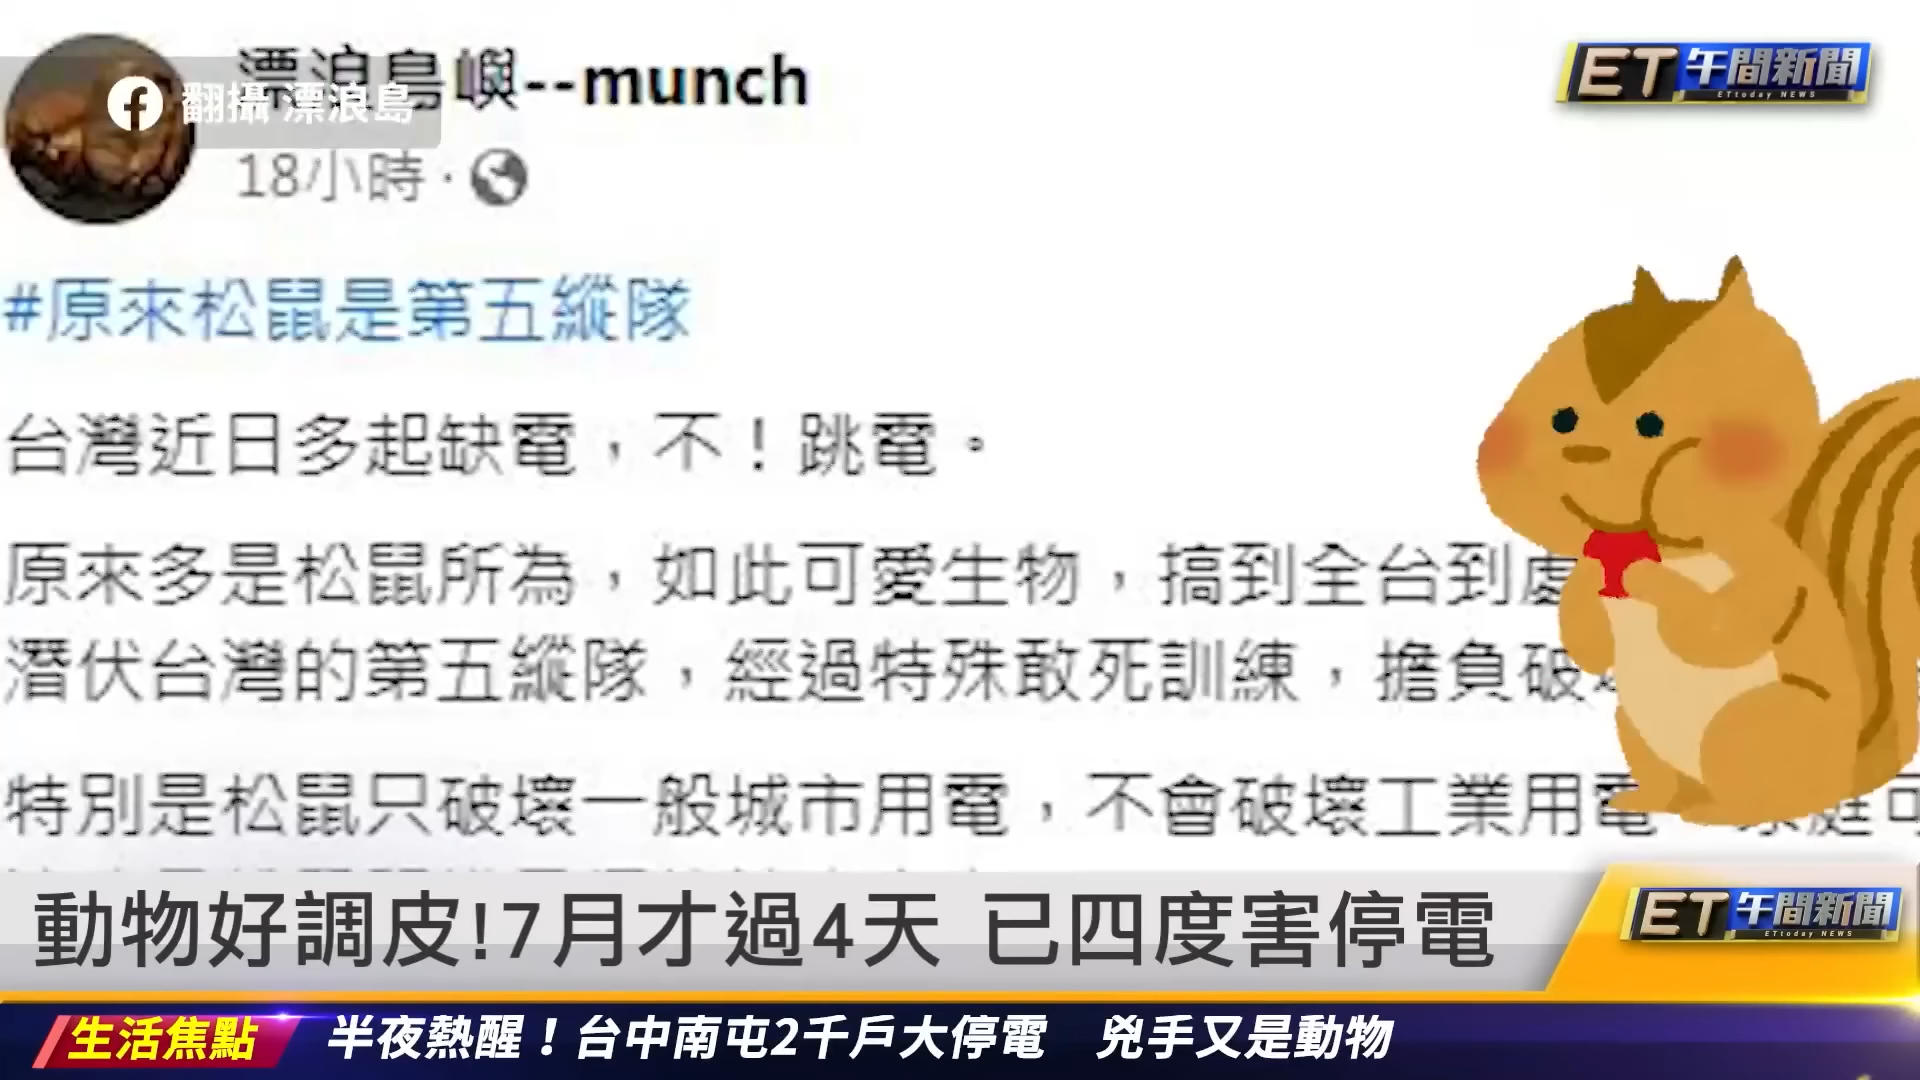 漂浪島嶼--munch
翻攝 漂浪島
18小時 ·
ET午間新聞
ETtoday NEWS
#原來松鼠是第五縱隊
台灣近日多起缺電，不！跳電。
原來多是松鼠所為，如此可愛生物，搞到全台到處
潛伏台灣的第五縱隊，經過特殊敢死訓練，擔負破
特別是松鼠只破壞一般城市用電，不會破壞工業用電
動物好調皮!7月才過4天 已四度害停電
ET午間新聞
ETtoday NEWS
生活焦點 半夜熱醒！台中南屯2千戶大停電 兇手又是動物